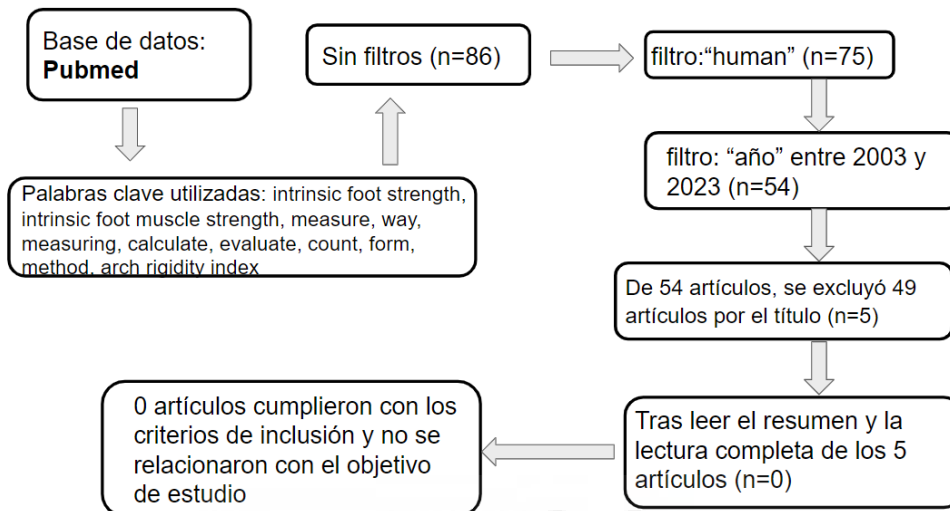 Base de datos:
Pubmed
Palabras clave utilizadas: intrinsic foot strength,
intrinsic foot muscle strength, measure, way,
measuring, calculate, evaluate, count, form,
method, arch rigidity index
Sin filtros (n=86)
filtro:“human” (n=75)
filtro: “año” entre 2003 y
2023 (n=54)
De 54 artículos, se excluyó 49
artículos por el título (n=5)
Tras leer el resumen y la
lectura completa de los 5
artículos (n=0)
0 artículos cumplieron con los
criterios de inclusión y no se
relacionaron con el objetivo
de estudio